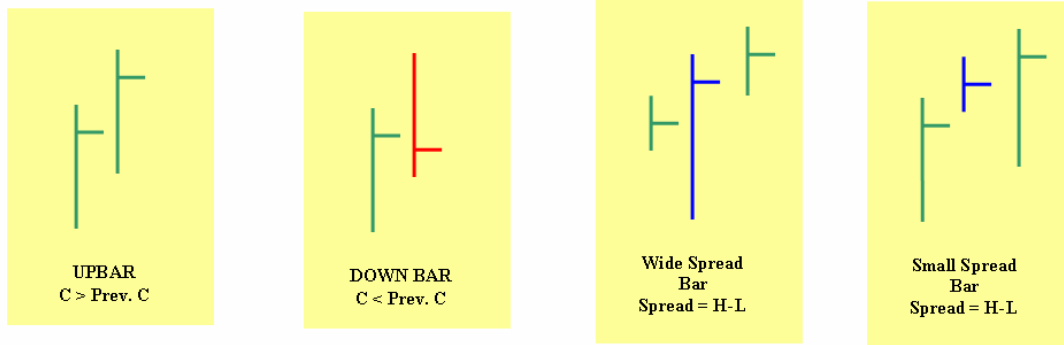 UPBAR
C > Prev. C
DOWN BAR
C < Prev. C
Wide Spread
Bar
Spread = H-L
Small Spread
Bar
Spread = H-L